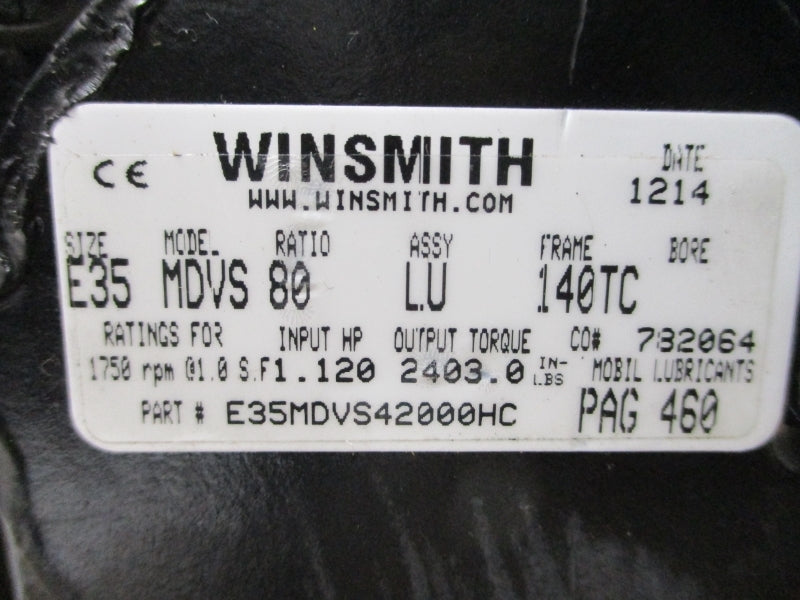 CE WINSMITH DATE
WWW.WINSMITH.COM 1214
SIZE MODEL RATIO ASSY FRAME BORE
E35 MDVS 80 LU 140TC
RATINGS FOR INPUT HP OUTPUT TORQUE CO# 782064
1750 rpm @1.0 S.F 1.120 2403.0 IN-LBS MOBIL LUBRICANTS
PART # E35MDVS42000HC PAG 460